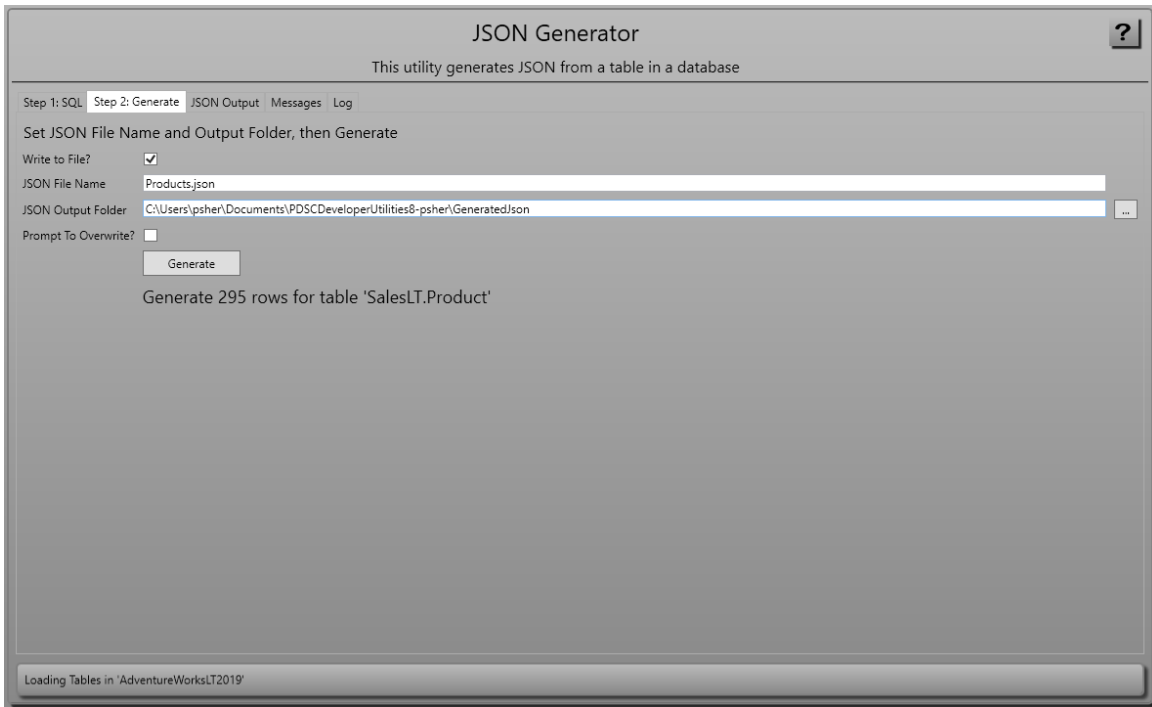 JSON Generator
?
This utility generates JSON from a table in a database
Step 1: SQL Step 2: Generate JSON Output Messages Log
Set JSON File Name and Output Folder, then Generate
Write to File?
JSON File Name Products.json
JSON Output Folder C:\Users\psher\Documents\PDSCDeveloperUtilities8-psher\GeneratedJson ...
Prompt To Overwrite?
Generate
Generate 295 rows for table 'SalesLT.Product'
Loading Tables in 'AdventureWorksLT2019'